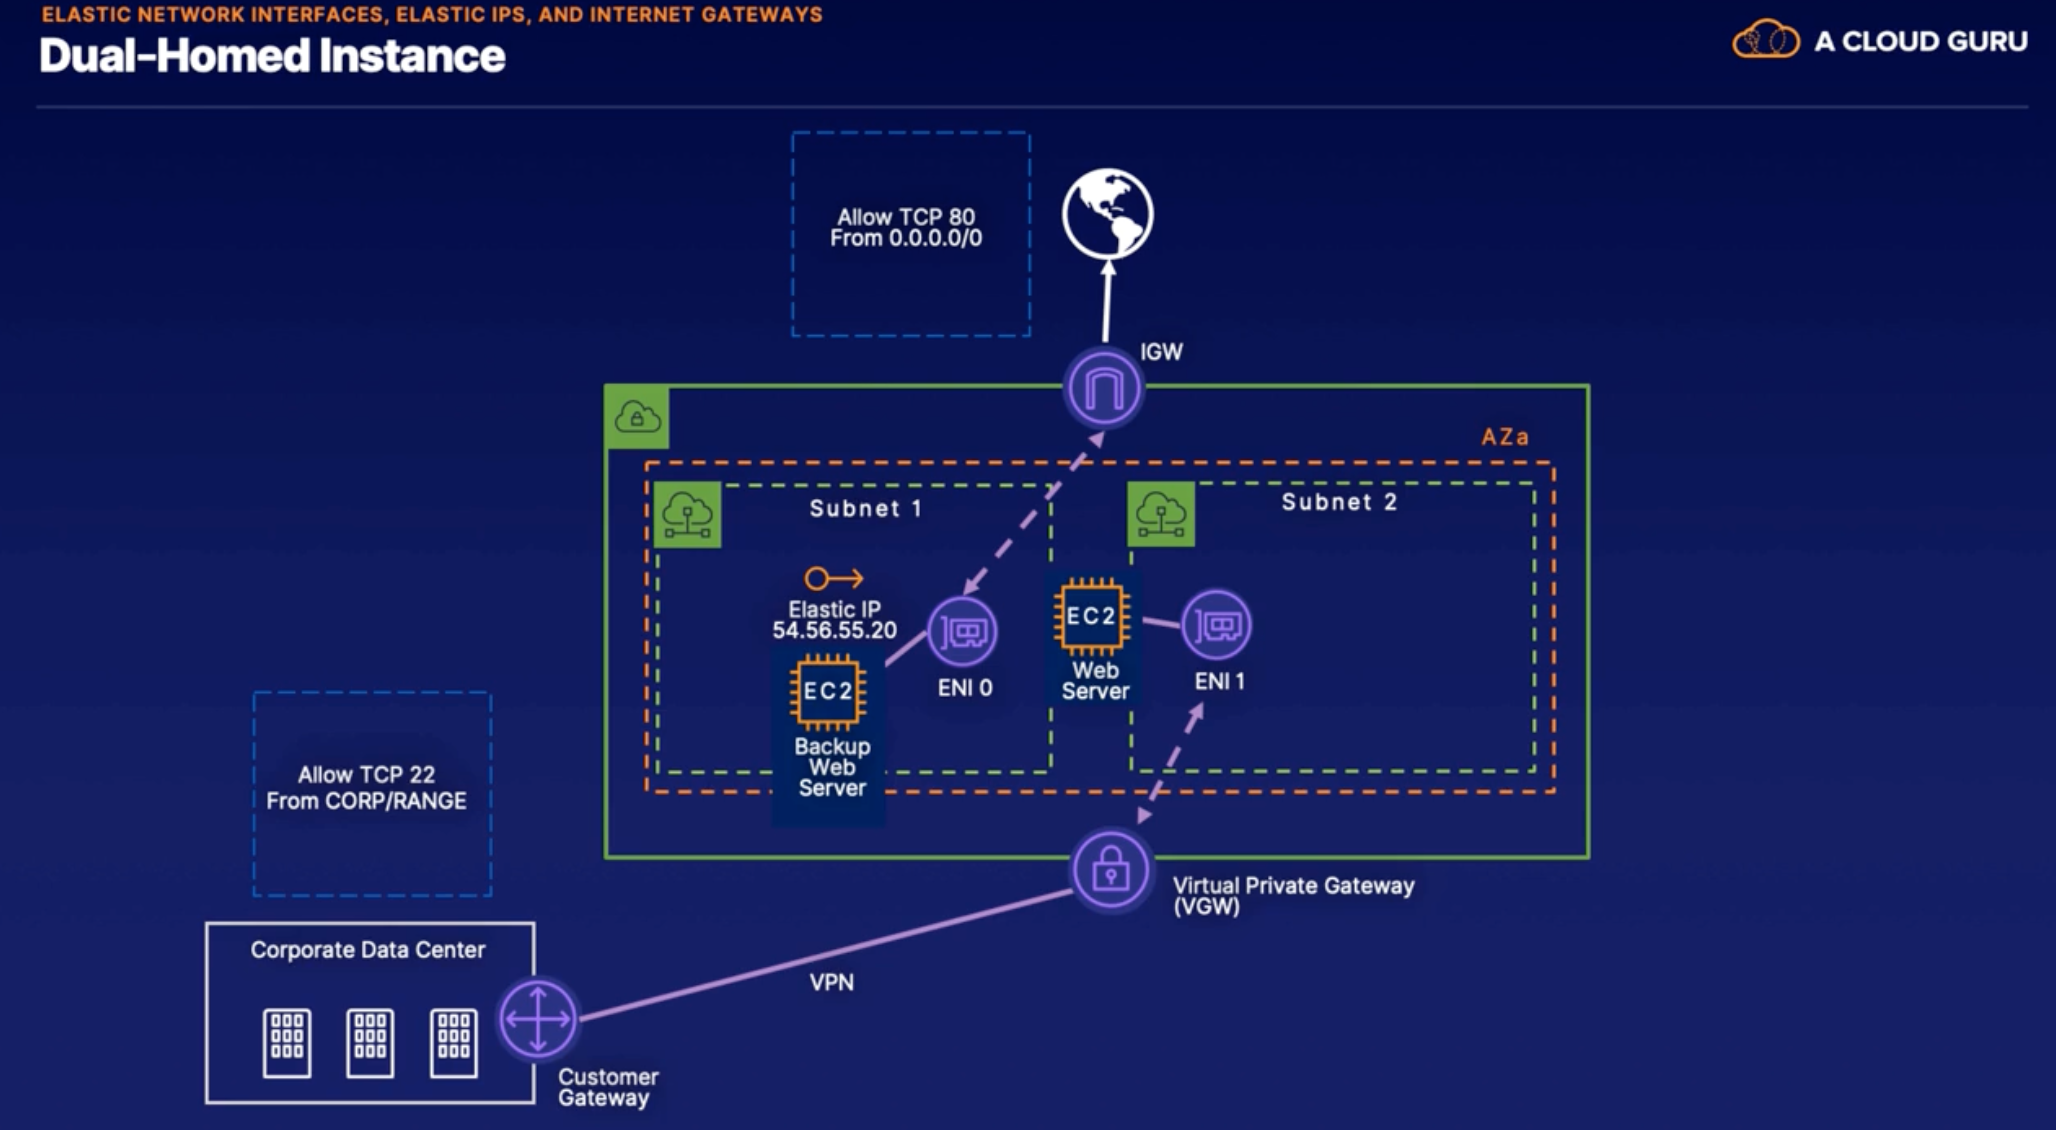 ELASTIC NETWORK INTERFACES, ELASTIC IPS, AND INTERNET GATEWAYS
Dual-Homed Instance
A CLOUD GURU
Allow TCP 80
From 0.0.0.0/0
IGW
AZa
Subnet 1
Subnet 2
Elastic IP
54.56.55.20
EC2
Backup
Web
Server
ENI 0
EC2
Web
Server
ENI 1
Allow TCP 22
From CORP/RANGE
Virtual Private Gateway
(VGW)
VPN
Corporate Data Center
Customer
Gateway